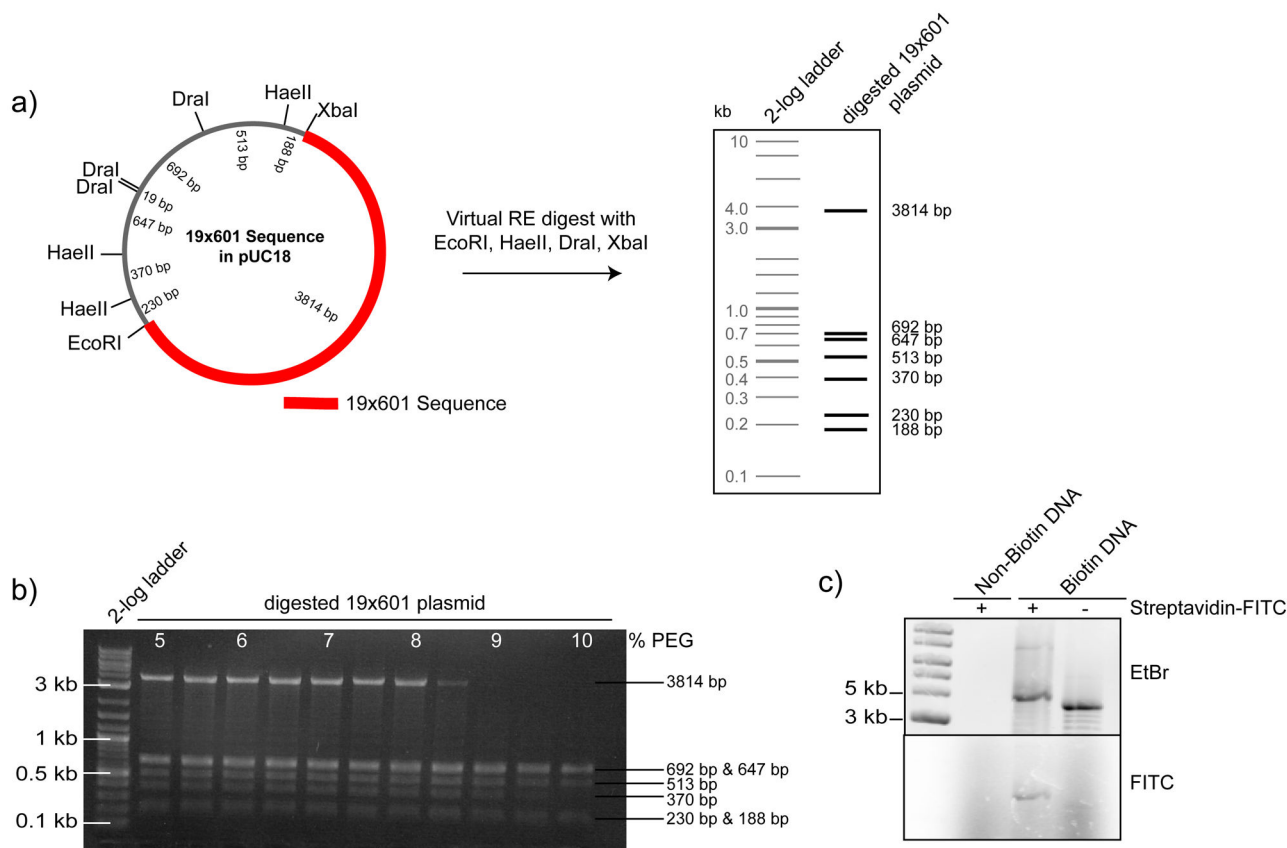 a)
DraI
HaeII
XbaI
513 bp
188 bp
692 bp
DraI
DraI
19 bp
647 bp
19x601 Sequence
in pUC18
HaeII
370 bp
HaeII
230 bp
EcoRI
3814 bp
19x601 Sequence
Virtual RE digest with
EcoRI, HaeII, DraI, XbaI
kb
2-log ladder
digested 19x601
plasmid
10
4.0
3.0
1.0
0.7
0.5
0.4
0.3
0.2
0.1
3814 bp
692 bp
647 bp
513 bp
370 bp
230 bp
188 bp
b)
2-log ladder
digested 19x601 plasmid
5 6 7 8 9 10 % PEG
3 kb
1 kb
0.5 kb
0.1 kb
3814 bp
692 bp & 647 bp
513 bp
370 bp
230 bp & 188 bp
c)
Non-Biotin DNA
Biotin DNA
+ + - Streptavidin-FITC
EtBr
5 kb
3 kb
FITC